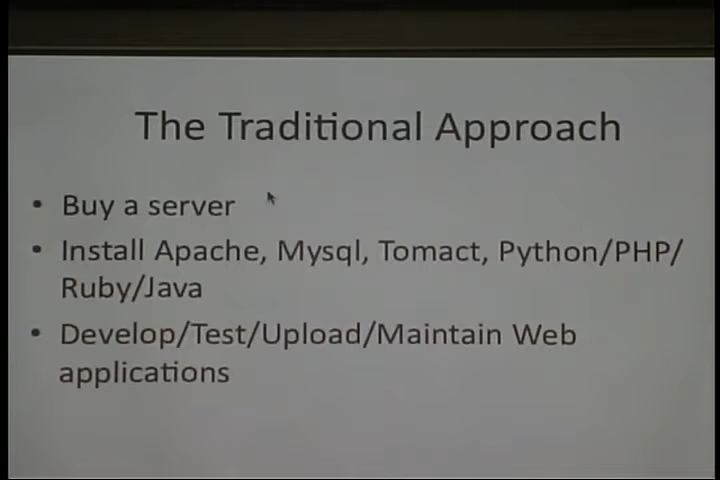 The Traditional Approach
• Buy a server
• Install Apache, Mysql, Tomact, Python/PHP/
Ruby/Java
• Develop/Test/Upload/Maintain Web
applications